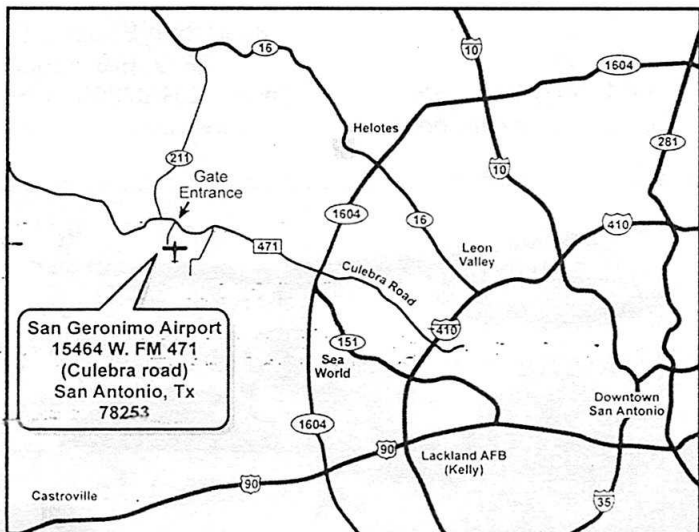 16
10
1604
281
Helotes
211
Gate
Entrance
10
1604
16
410
471
Leon
Valley
Culebra Road
410
San Geronimo Airport
15464 W. FM 471
(Culebra road)
San Antonio, Tx
78253
151
Sea
World
Downtown
San Antonio
1604
90
Lackland AFB
(Kelly)
90
Castroville
35